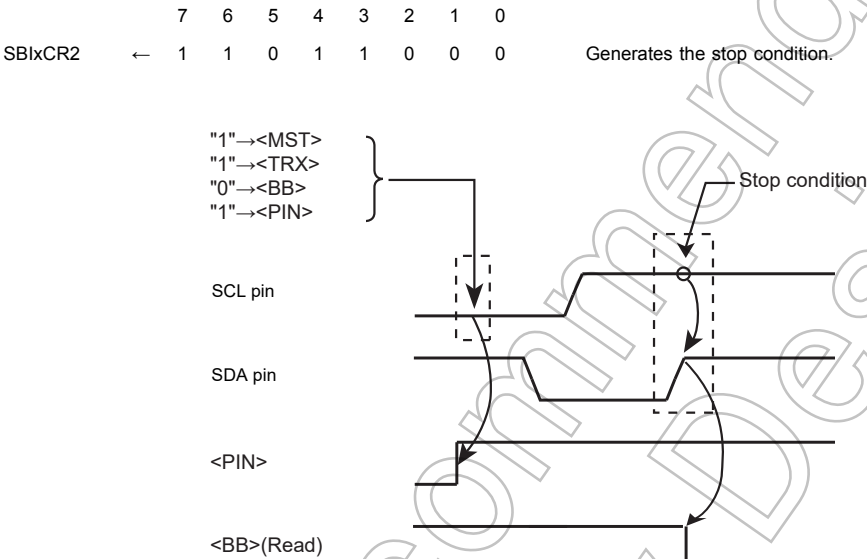 7 6 5 4 3 2 1 0
SBIxCR2 ← 1 1 0 1 1 0 0 0 Generates the stop condition.
"1"→<MST>
"1"→<TRX>
"0"→<BB>
"1"→<PIN>
Stop condition
SCL pin
SDA pin
<PIN>
<BB>(Read)